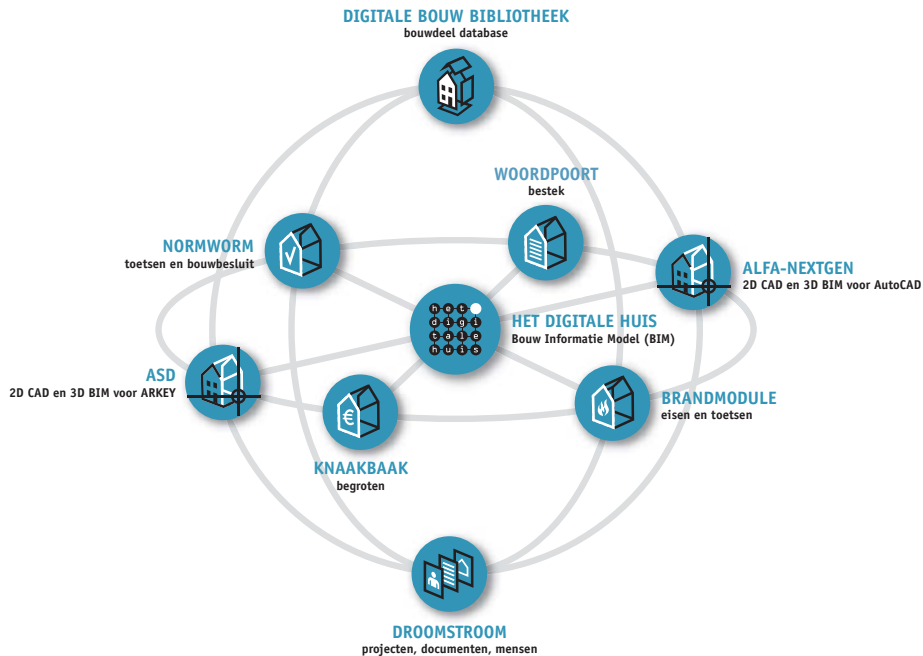 DIGITALE BOUW BIBLIOTHEEK
bouwdeel database
WOORDPOORT
bestek
NORMWORM
toetsen en bouwbesluit
ALFA-NEXTGEN
2D CAD en 3D BIM voor AutoCAD
het
digi
tale
huis
HET DIGITALE HUIS
Bouw Informatie Model (BIM)
ASD
2D CAD en 3D BIM voor ARKEY
€
BRANDMODULE
eisen en toetsen
KNAAKBAAK
begroten
DROOMSTROOM
projecten, documenten, mensen